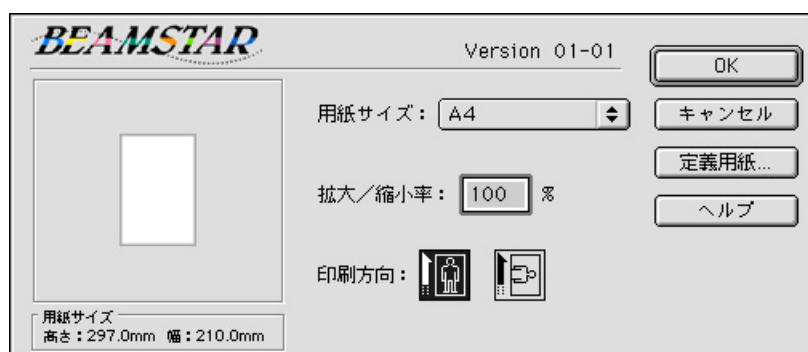 BEAMSTAR
Version 01-01
OK
用紙サイズ： A4
キャンセル
定義用紙...
拡大／縮小率： 100 %
ヘルプ
印刷方向：
用紙サイズ
高さ：297.0mm 幅：210.0mm